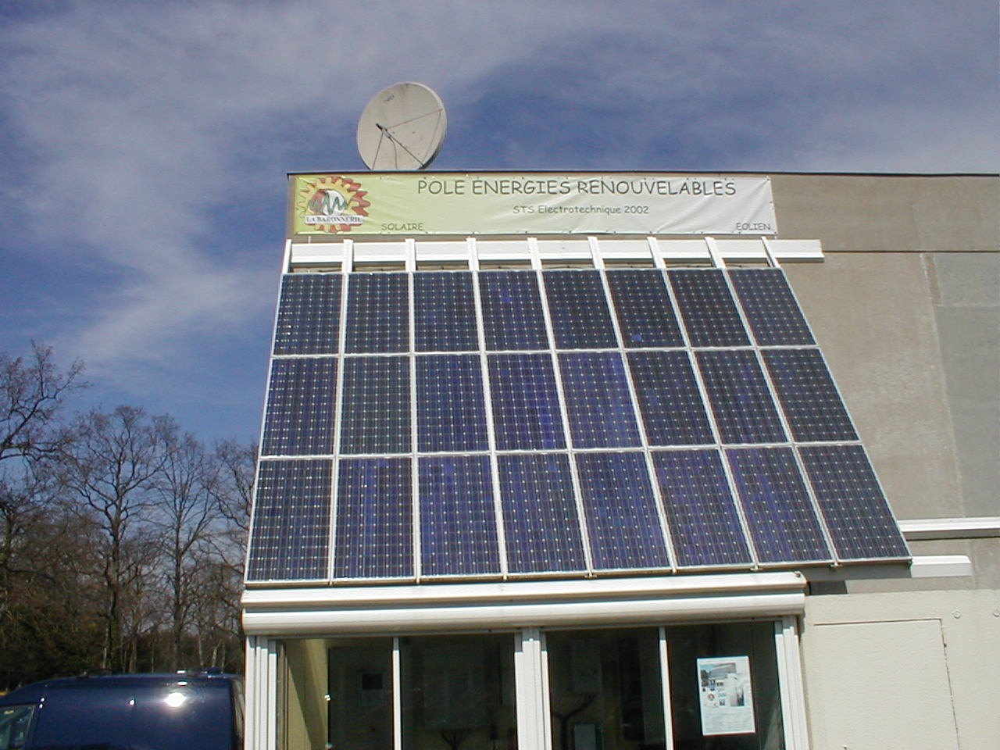 POLE ENERGIES RENOUVELABLES
STS Electrotechnique 2002
LA BARONNERIE
SOLAIRE
EOLIEN